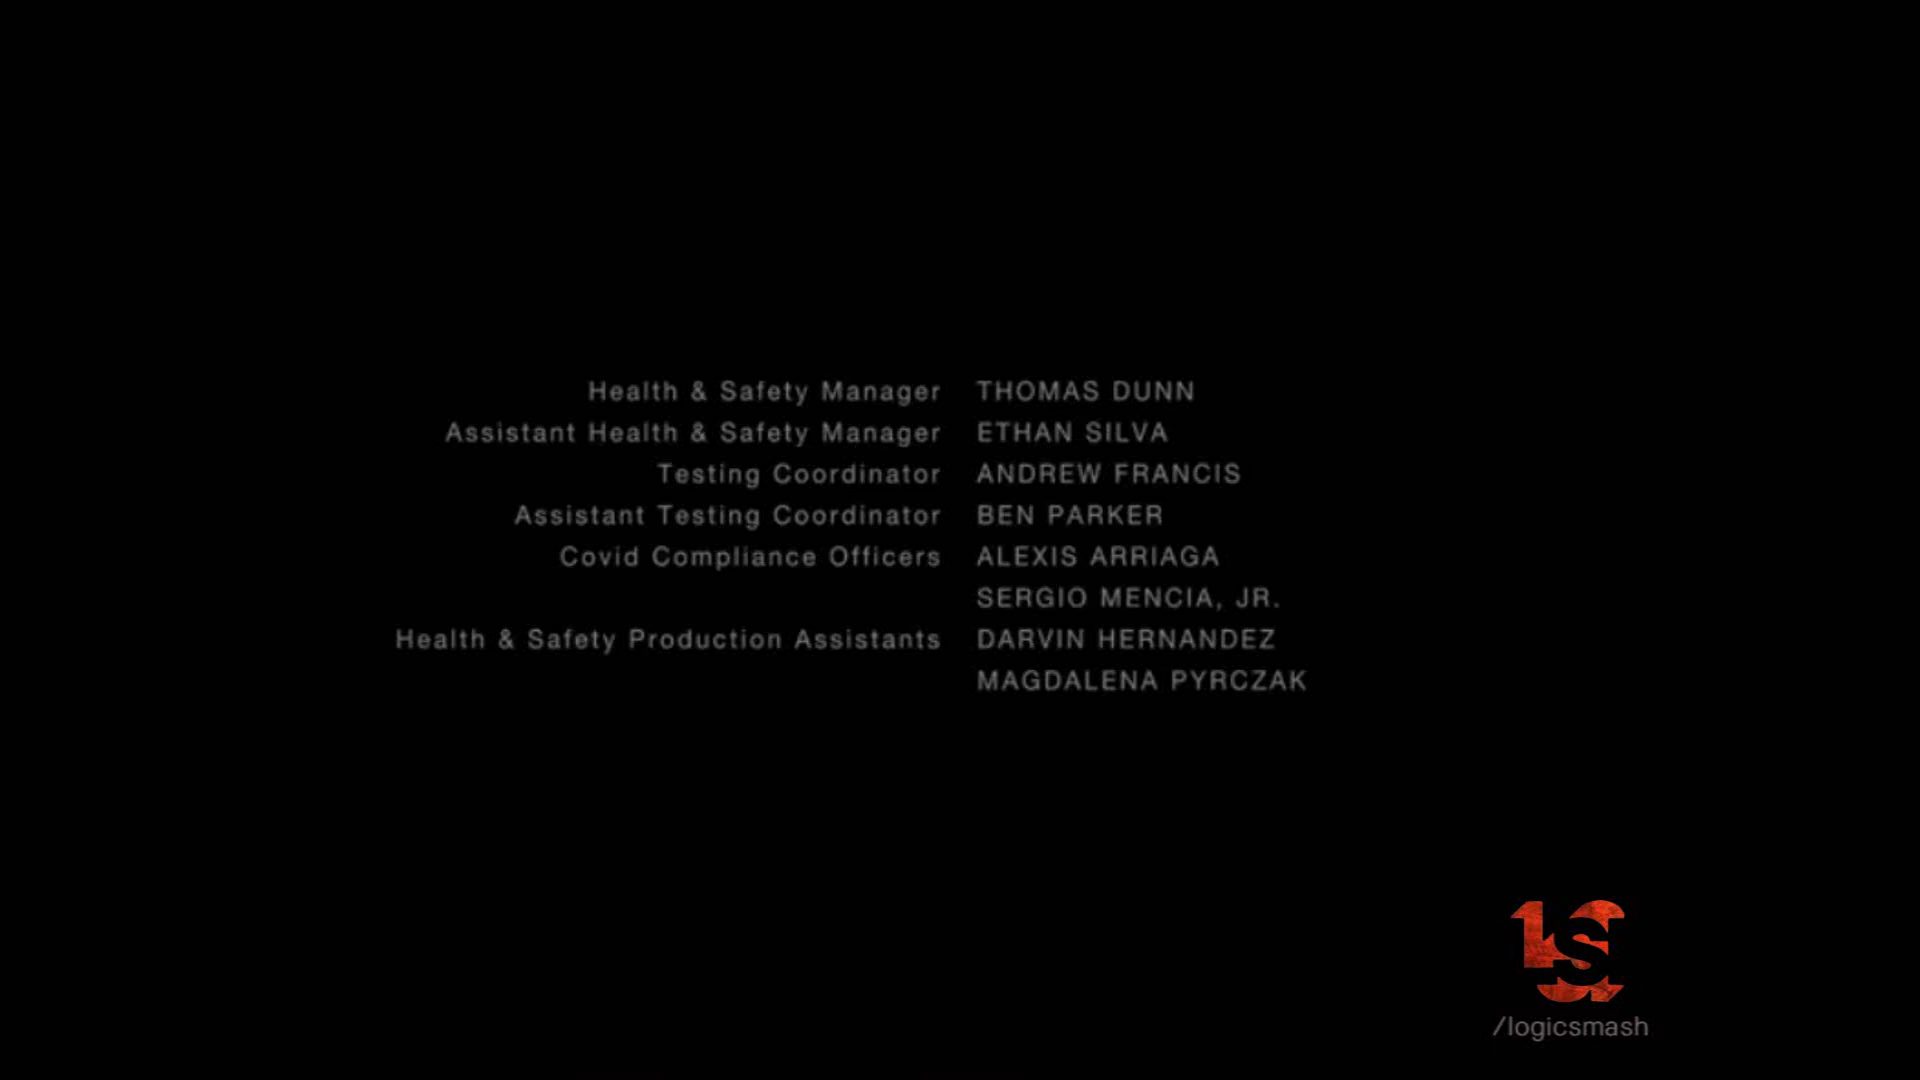 Health & Safety Manager THOMAS DUNN
Assistant Health & Safety Manager ETHAN SILVA
Testing Coordinator ANDREW FRANCIS
Assistant Testing Coordinator BEN PARKER
Covid Compliance Officers ALEXIS ARRIAGA
SERGIO MENCIA, JR.
Health & Safety Production Assistants DARVIN HERNANDEZ
MAGDALENA PYRCZAK
ls
/logicsmash